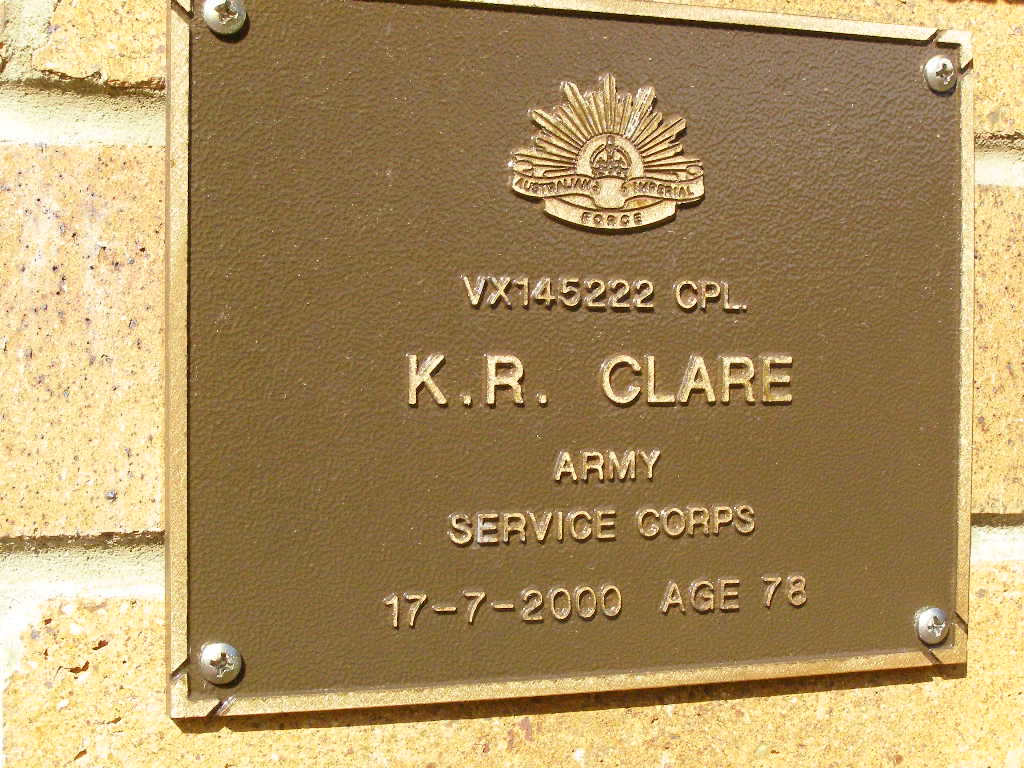 AUSTRALIAN IMPERIAL
FORCE
VX145222 CPL.
K.R. CLARE
ARMY
SERVICE CORPS
17-7-2000 AGE 78